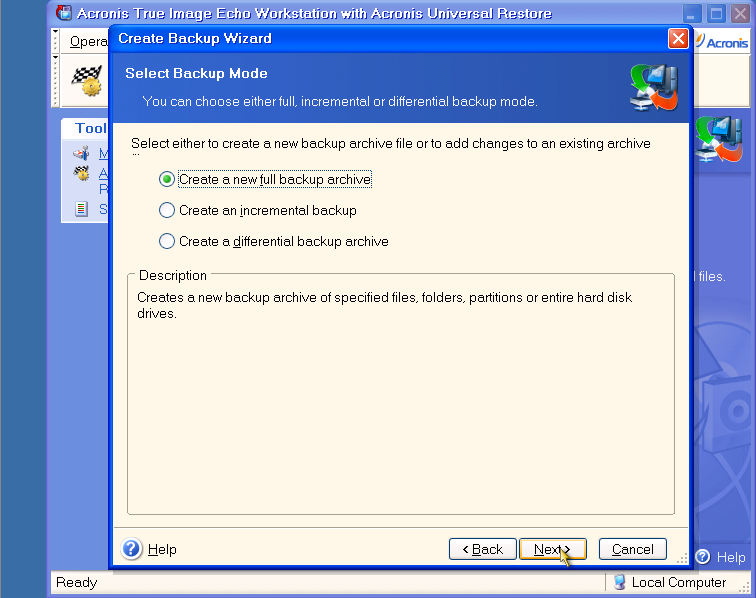 Acronis True Image Echo Workstation with Acronis Universal Restore
Opera
Acronis
Create Backup Wizard
Select Backup Mode
You can choose either full, incremental or differential backup mode.
Tool
M
A
R
S
Select either to create a new backup archive file or to add changes to an existing archive
...
Create a new full backup archive
Create an incremental backup
Create a differential backup archive
Description
Creates a new backup archive of specified files, folders, partitions or entire hard disk
drives.
files.
Help
< Back
Next >
Cancel
Help
Ready
Local Computer